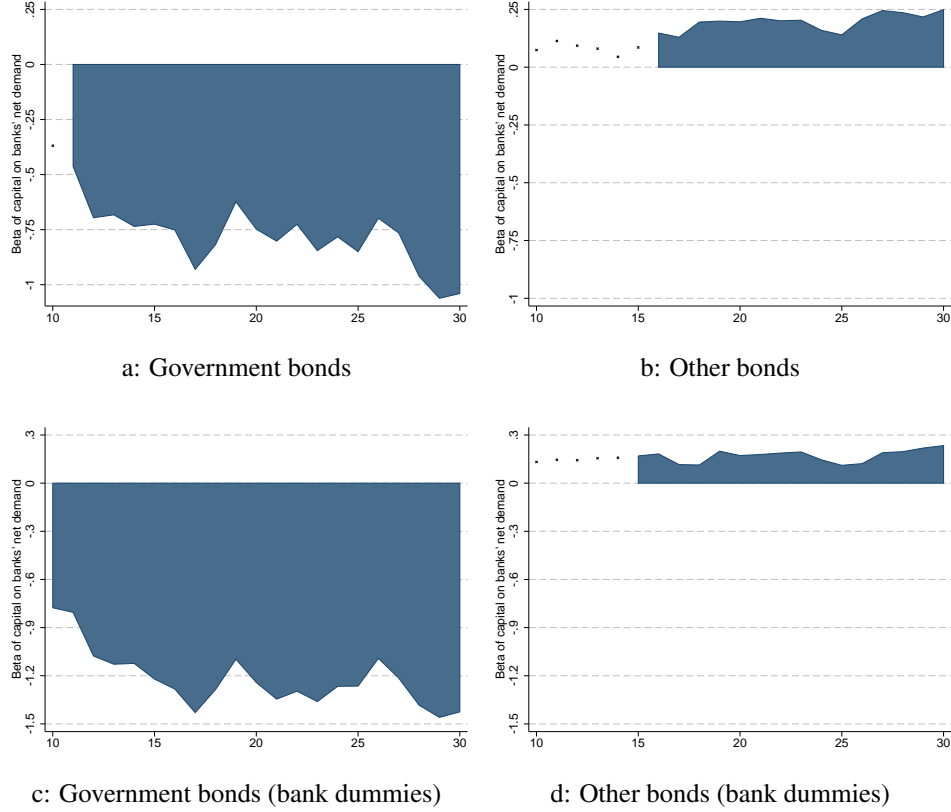 .25
0
-.25
-.5
-.75
-1
Beta of capital on banks' net demand
10 15 20 25 30
a: Government bonds
.25
0
-.25
-.5
-.75
-1
Beta of capital on banks' net demand
10 15 20 25 30
b: Other bonds
.3
0
-.3
-.6
-.9
-1.2
-1.5
Beta of capital on banks' net demand
10 15 20 25 30
c: Government bonds (bank dummies)
.3
0
-.3
-.6
-.9
-1.2
-1.5
Beta of capital on banks' net demand
10 15 20 25 30
d: Other bonds (bank dummies)